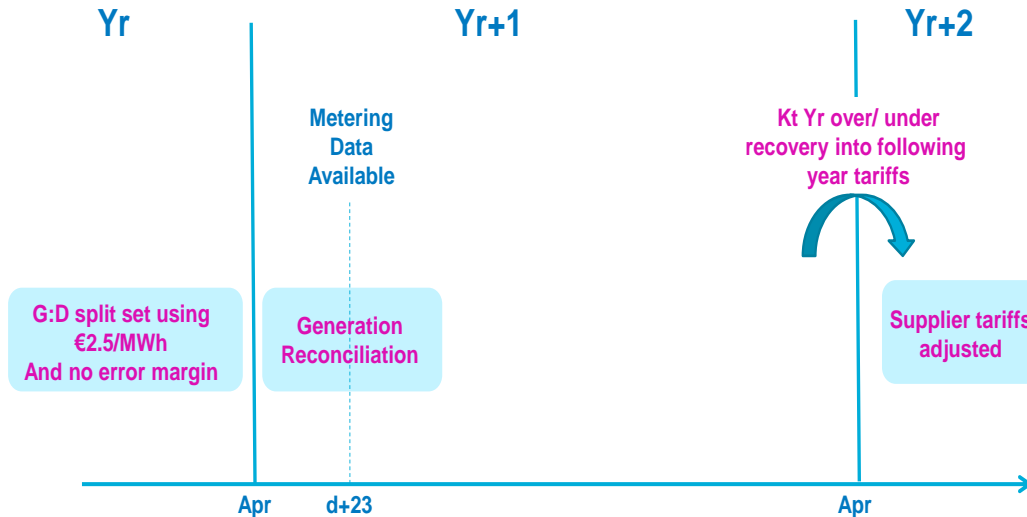 Yr
Yr+1
Yr+2
Metering
Data
Available
Kt Yr over/ under
recovery into following
year tariffs
G:D split set using
€2.5/MWh
And no error margin
Generation
Reconciliation
Supplier tariffs
adjusted
Apr
d+23
Apr